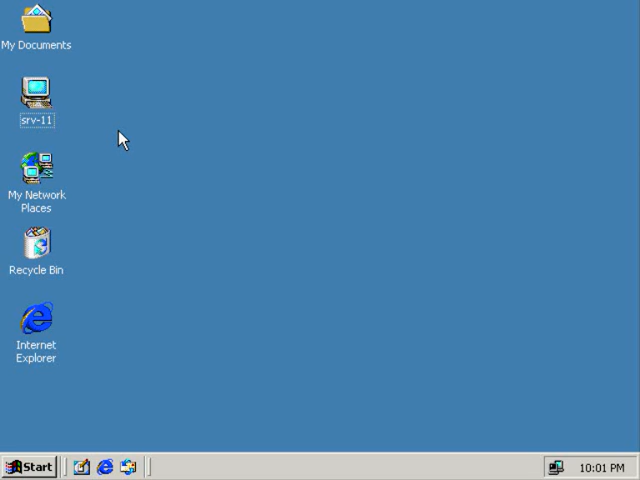 My Documents
srv-11
My Network
Places
Recycle Bin
Internet
Explorer
Start
10:01 PM